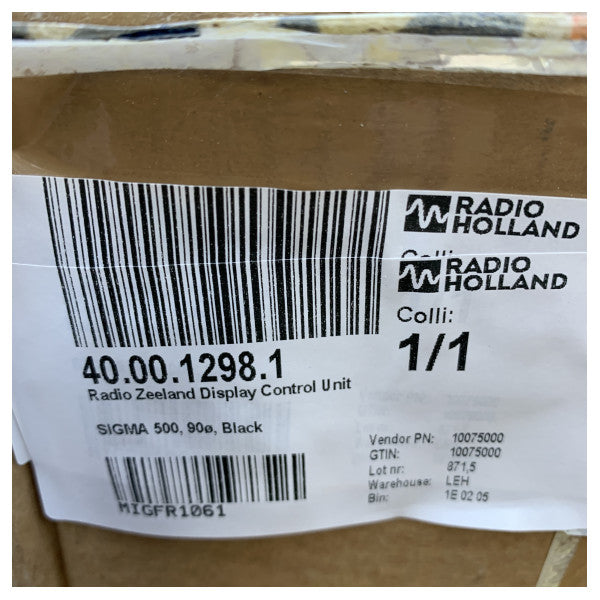 RADIO
HOLLAND
Colli:
RADIO
HOLLAND
Colli:
1/1
40.00.1298.1
Radio Zeeland Display Control Unit
SIGMA 500, 90ø, Black
MIGFR1061
Vendor PN: 10075000
GTIN: 10075000
Lot nr: 871,5
Warehouse: LEH
Bin: 1E 02 05